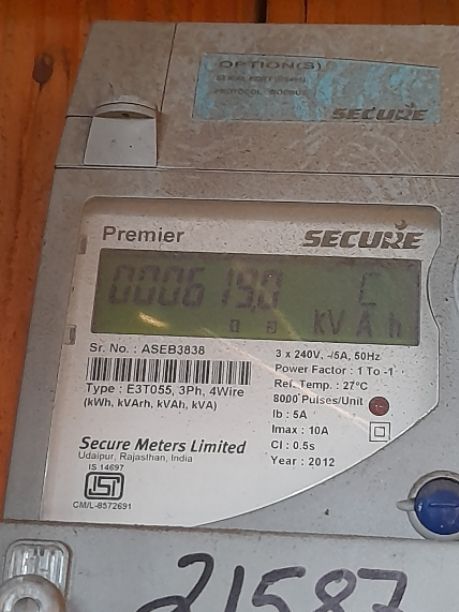 OPTION(S)
SECURE
Premier
SECURE
000619.0 C
kVAh
Sr. No. : ASEB3838
Type : E3T055, 3Ph, 4Wire
(kWh, kVArh, kVAh, kVA)
3 x 240V, -/5A, 50Hz
Power Factor : 1 To -1
Ref. Temp. : 27°C
8000 Pulses/Unit
Ib : 5A
Imax : 10A
Cl : 0.5s
Year : 2012
Secure Meters Limited
Udaipur, Rajasthan, India
IS 14697
CM/L-8572691
21587